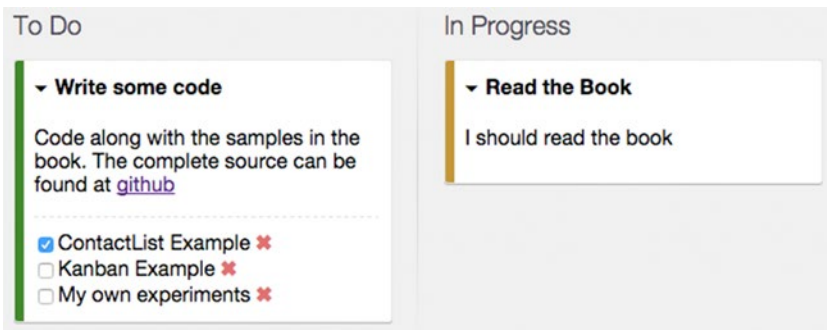 To Do
Write some code
Code along with the samples in the
book. The complete source can be
found at github
ContactList Example
Kanban Example
My own experiments
In Progress
Read the Book
I should read the book